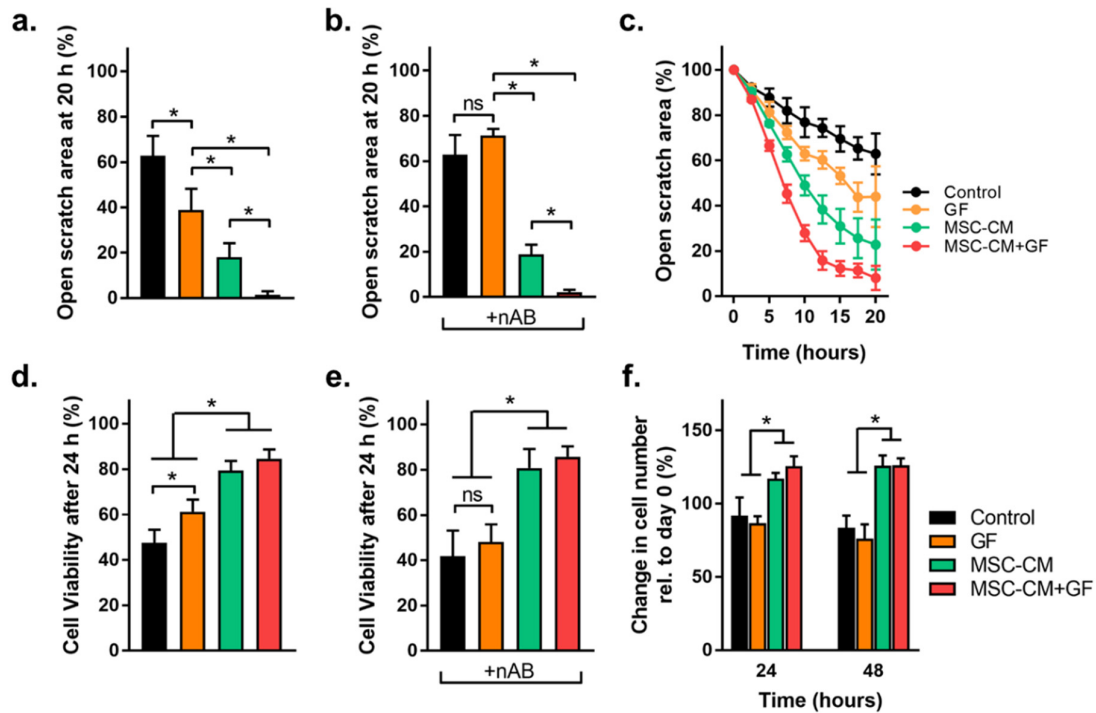 a.
Open scratch area at 20 h (%)
100
80
60
40
20
0
*
*
*
*
b.
Open scratch area at 20 h (%)
100
80
60
40
20
0
ns
*
*
*
+nAB
c.
Open scratch area (%)
100
80
60
40
20
0
0 5 10 15 20
Time (hours)
Control
GF
MSC-CM
MSC-CM+GF
d.
Cell Viability after 24 h (%)
100
80
60
40
20
0
*
*
e.
Cell Viability after 24 h (%)
100
80
60
40
20
0
*
ns
+nAB
f.
Change in cell number
rel. to day 0 (%)
150
100
50
0
*
*
24 48
Time (hours)
Control
GF
MSC-CM
MSC-CM+GF